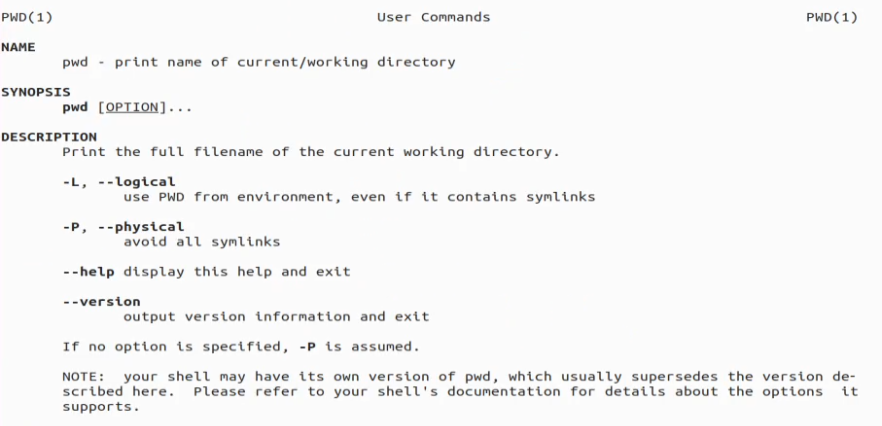 PWD(1) User Commands PWD(1)
NAME
pwd - print name of current/working directory
SYNOPSIS
pwd [OPTION]...
DESCRIPTION
Print the full filename of the current working directory.
-L, --logical
use PWD from environment, even if it contains symlinks
-P, --physical
avoid all symlinks
--help display this help and exit
--version
output version information and exit
If no option is specified, -P is assumed.
NOTE: your shell may have its own version of pwd, which usually supersedes the version de-
scribed here. Please refer to your shell's documentation for details about the options it
supports.